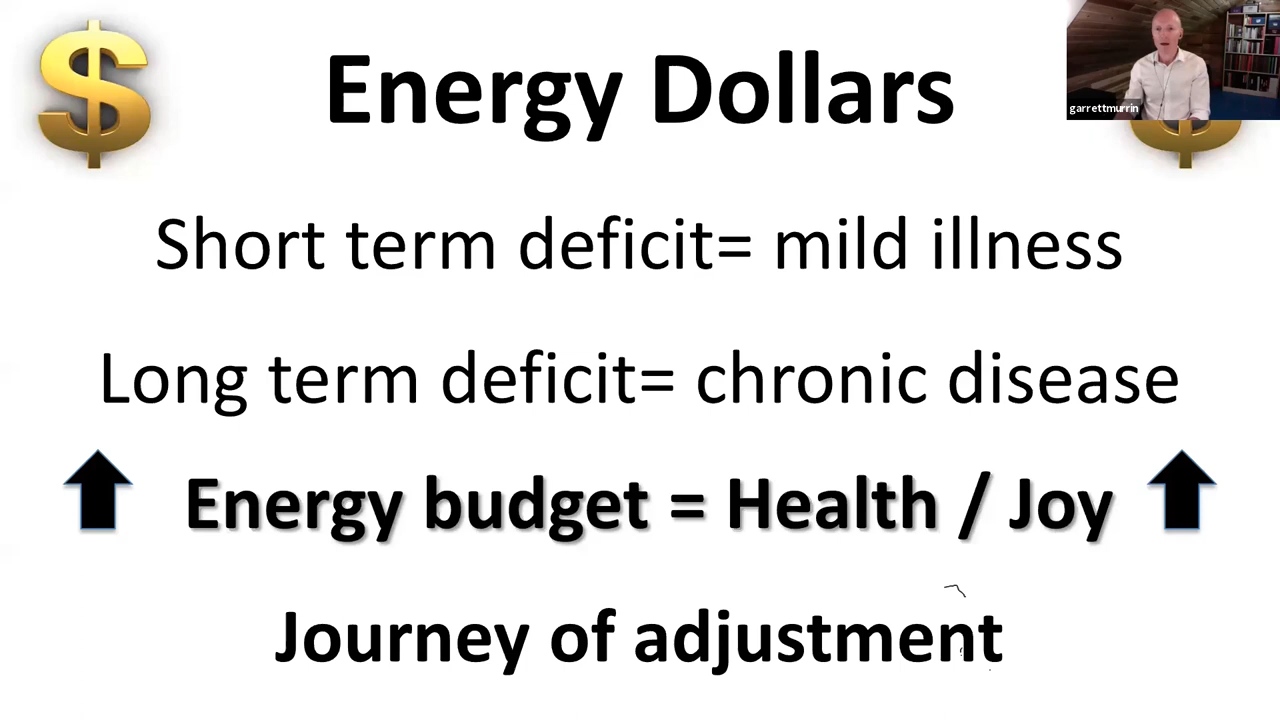 Energy Dollars
garrettmurrin
Short term deficit= mild illness
Long term deficit= chronic disease
Energy budget = Health / Joy
Journey of adjustment